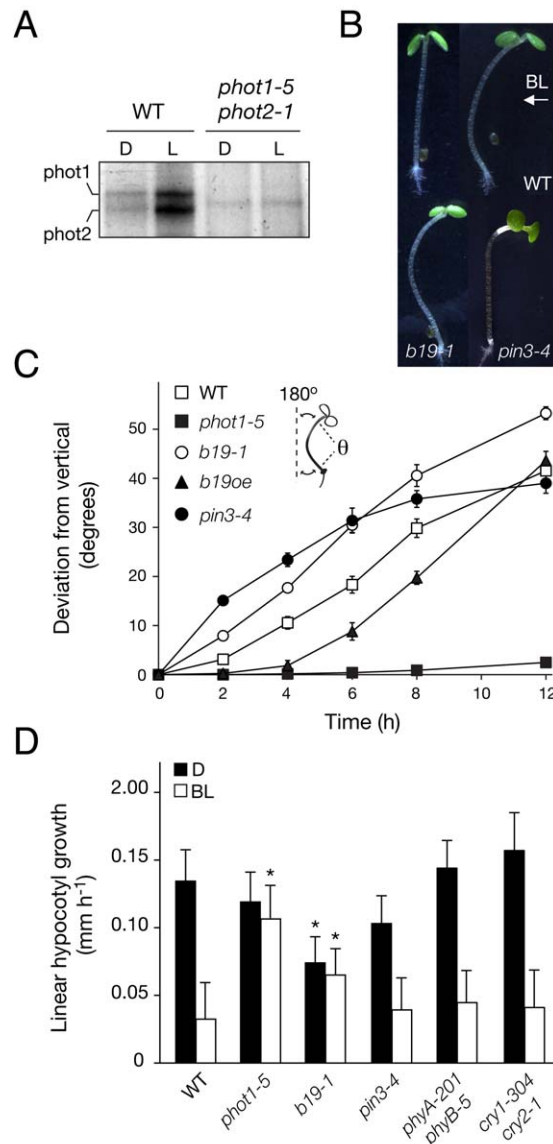 A
WT
phot1-5
phot2-1
D L D L
phot1
phot2
B
BL
WT
b19-1
pin3-4
C
WT
phot1-5
b19-1
b19oe
pin3-4
180º
θ
Deviation from vertical
(degrees)
50
40
30
20
10
0
0 2 4 6 8 10 12
Time (h)
D
D
BL
Linear hypocotyl growth
(mm h-1)
2.00
0.15
0.10
0.05
0
*
* *
WT
phot1-5
b19-1
pin3-4
phyA-201
phyB-5
cry1-304
cry2-1